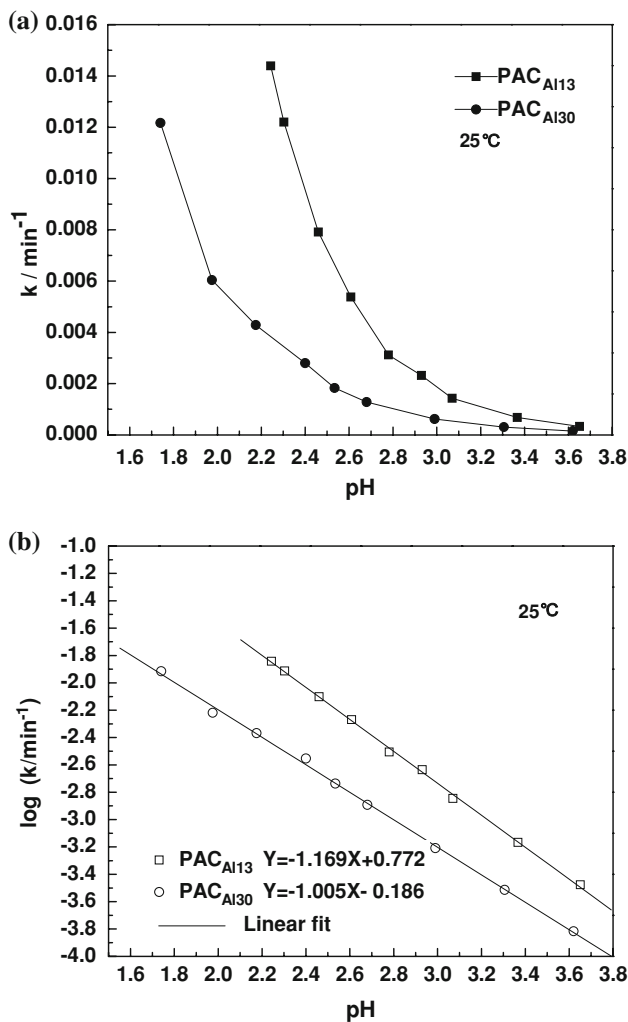 (a)
0.016
0.014
0.012
0.010
0.008
0.006
0.004
0.002
0.000
k / min-1
PACAl13
PACAl30
25℃
1.6 2.0 2.2 2.4 2.6 2.8 3.0 3.2 3.4 3.6 3.8
pH
(b)
-1.0
-1.2
-1.4
-1.6
-1.8
-2.0
-2.2
-2.4
-2.6
-2.8
-3.0
-3.2
-3.4
-3.6
-3.8
-4.0
log (k/min-1)
25℃
PACAl13 Y=-1.169X+0.772
PACAl30 Y=-1.005X- 0.186
Linear fit
1.6 1.8 2.0 2.2 2.4 2.6 2.8 3.0 3.2 3.4 3.6 3.8
pH